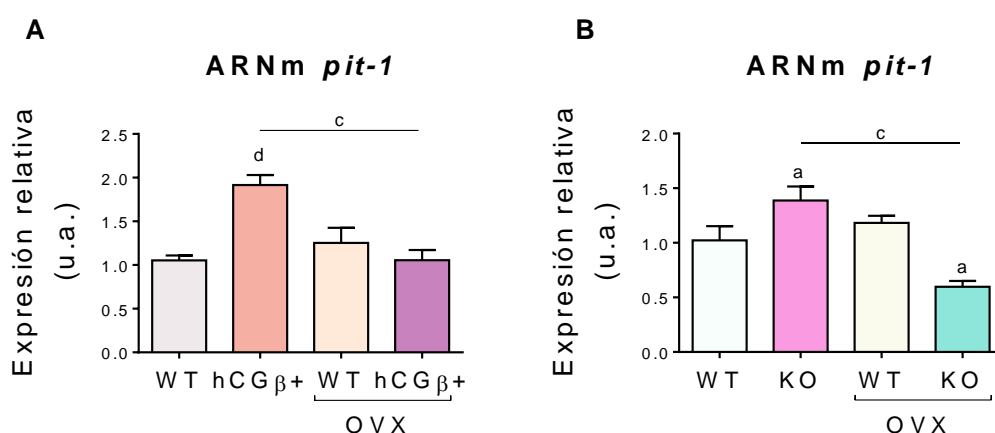 A
ARNm pit-1
Expresión relativa
(u.a.)
2.5
2.0
1.5
1.0
0.5
0.0
c
d
WT hCGβ+ WT hCGβ+
OVX
B
ARNm pit-1
Expresión relativa
(u.a.)
2.0
1.5
1.0
0.5
0.0
c
a
a
WT KO WT KO
OVX